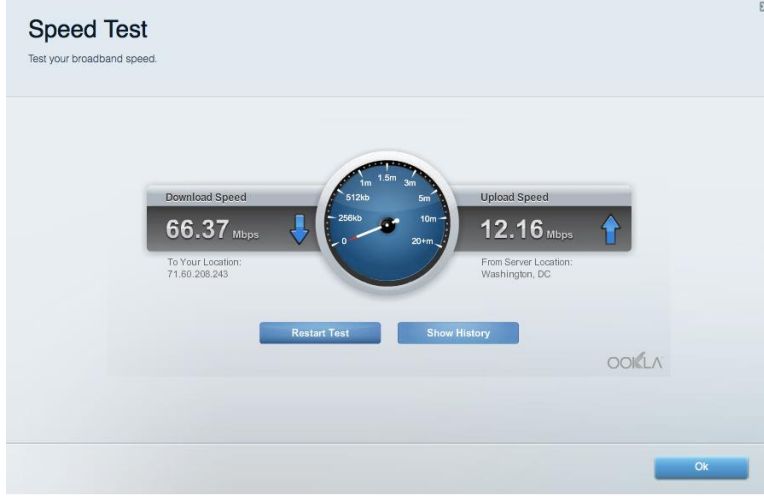 Speed Test
Test your broadband speed.
Download Speed
66.37 Mbps
To Your Location:
71.60.208.243
0
256kb
512kb
1m
1.5m
3m
5m
10m
20+m
Upload Speed
12.16 Mbps
From Server Location:
Washington, DC
Restart Test
Show History
OOKLA
Ok